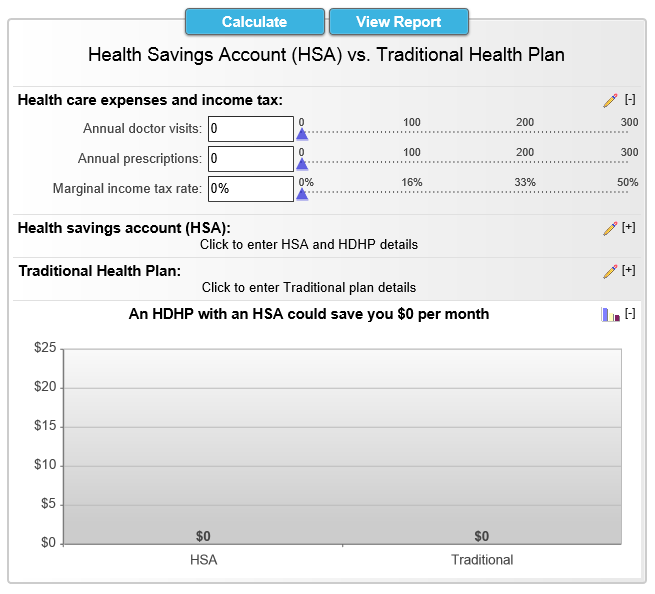 Calculate View Report
Health Savings Account (HSA) vs. Traditional Health Plan
Health care expenses and income tax: [-]
Annual doctor visits: 0 0 100 200 300
Annual prescriptions: 0 0 100 200 300
Marginal income tax rate: 0% 0% 16% 33% 50%
Health savings account (HSA): [+]
Click to enter HSA and HDHP details
Traditional Health Plan: [+]
Click to enter Traditional plan details
An HDHP with an HSA could save you $0 per month [-]
$25
$20
$15
$10
$5
$0 $0 $0
HSA Traditional